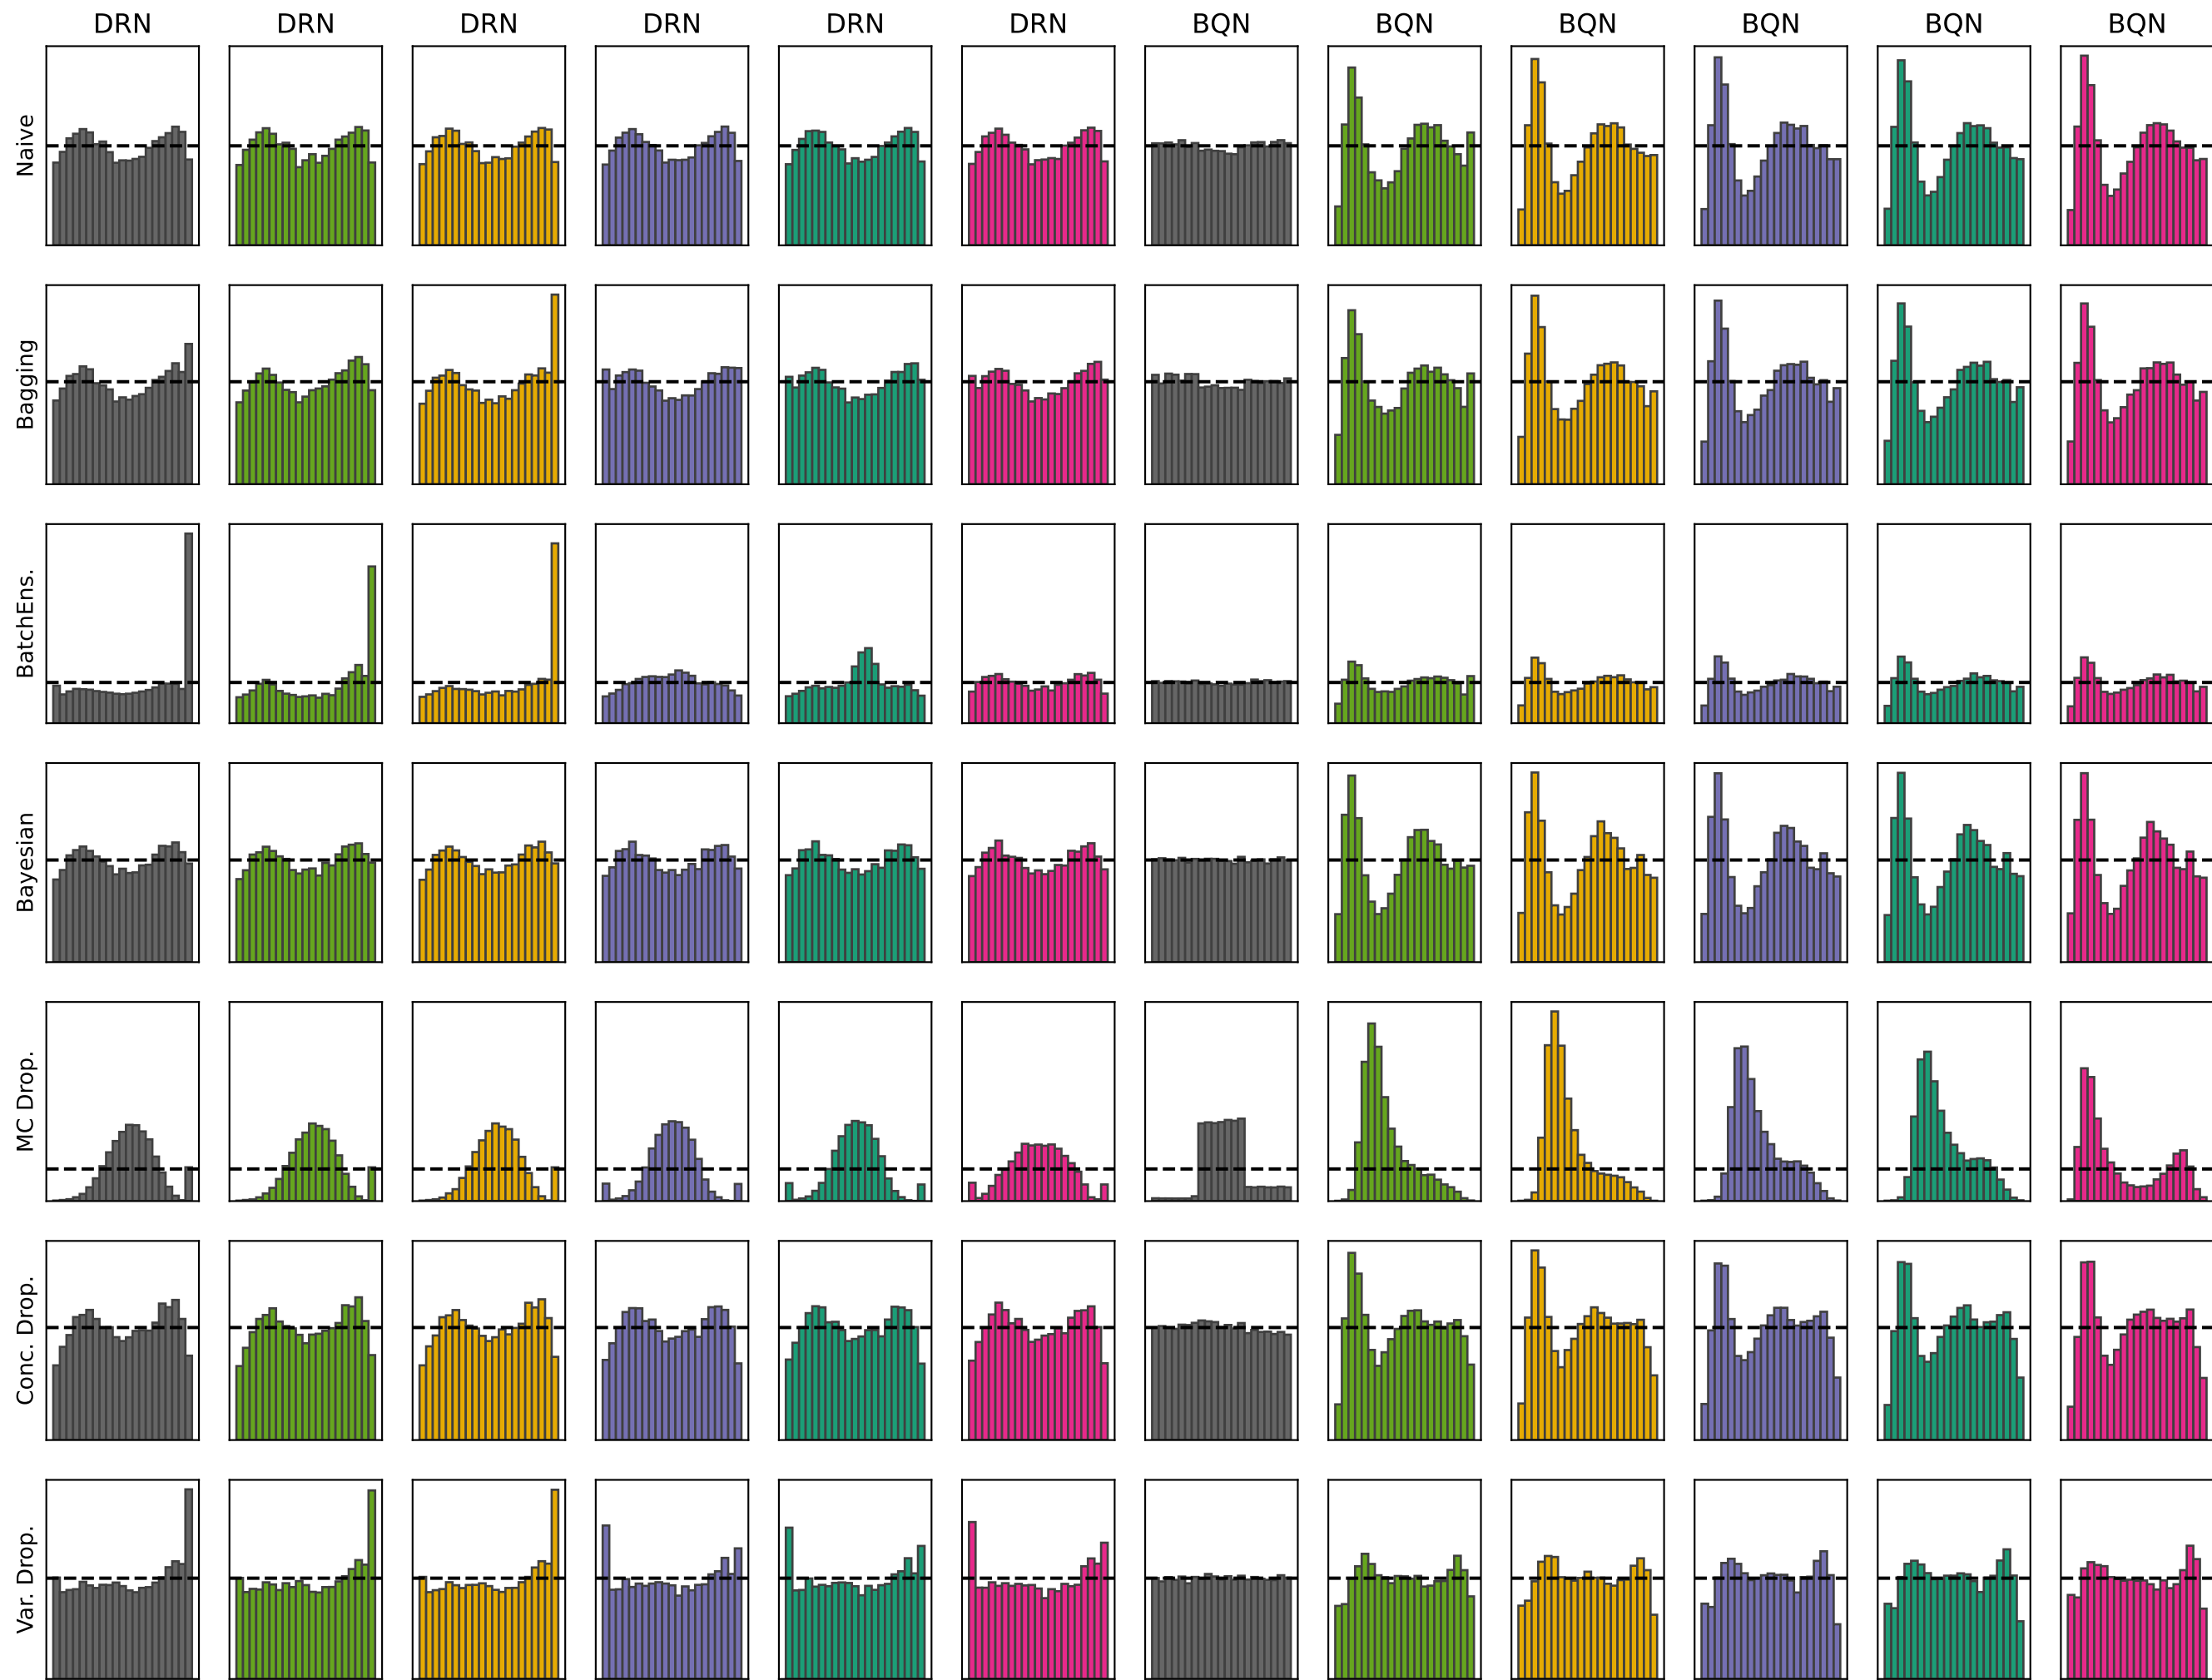 DRN DRN DRN DRN DRN DRN BQN BQN BQN BQN BQN BQN
Naive
Bagging
BatchEns.
Bayesian
MC Drop.
Conc. Drop.
Var. Drop.